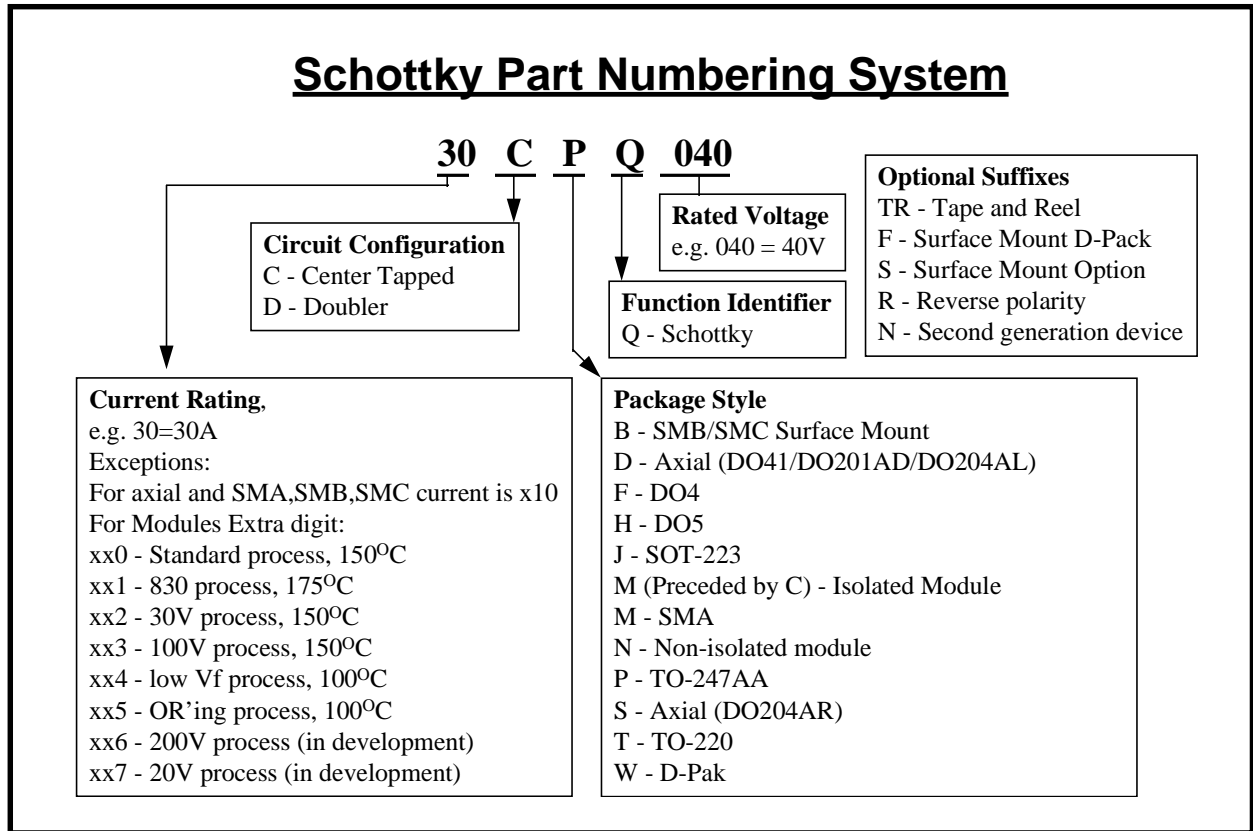 Schottky Part Numbering System
30 C P Q 040
Circuit Configuration
C - Center Tapped
D - Doubler
Rated Voltage
e.g. 040 = 40V
Function Identifier
Q - Schottky
Optional Suffixes
TR - Tape and Reel
F - Surface Mount D-Pack
S - Surface Mount Option
R - Reverse polarity
N - Second generation device
Current Rating,
e.g. 30=30A
Exceptions:
For axial and SMA,SMB,SMC current is x10
For Modules Extra digit:
xx0 - Standard process, 150ᴼC
xx1 - 830 process, 175ᴼC
xx2 - 30V process, 150ᴼC
xx3 - 100V process, 150ᴼC
xx4 - low Vf process, 100ᴼC
xx5 - OR’ing process, 100ᴼC
xx6 - 200V process (in development)
xx7 - 20V process (in development)
Package Style
B - SMB/SMC Surface Mount
D - Axial (DO41/DO201AD/DO204AL)
F - DO4
H - DO5
J - SOT-223
M (Preceded by C) - Isolated Module
M - SMA
N - Non-isolated module
P - TO-247AA
S - Axial (DO204AR)
T - TO-220
W - D-Pak